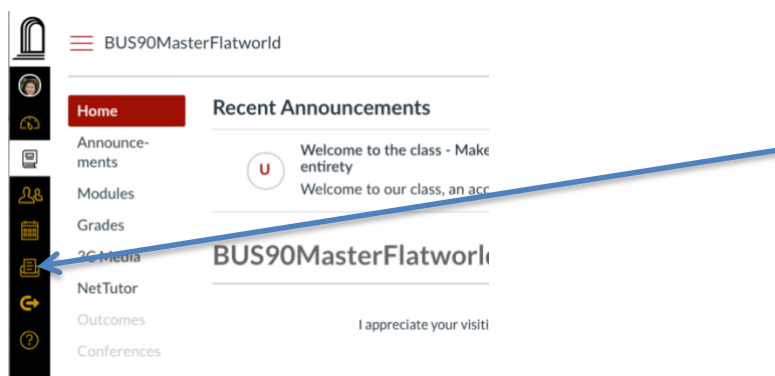 BUS90MasterFlatworld
Home
Announce-
ments
Modules
Grades
3C Media
NetTutor
Outcomes
Conferences
Recent Announcements
U
Welcome to the class - Make
entirety
Welcome to our class, an acc
BUS90MasterFlatworl
I appreciate your visiti
?